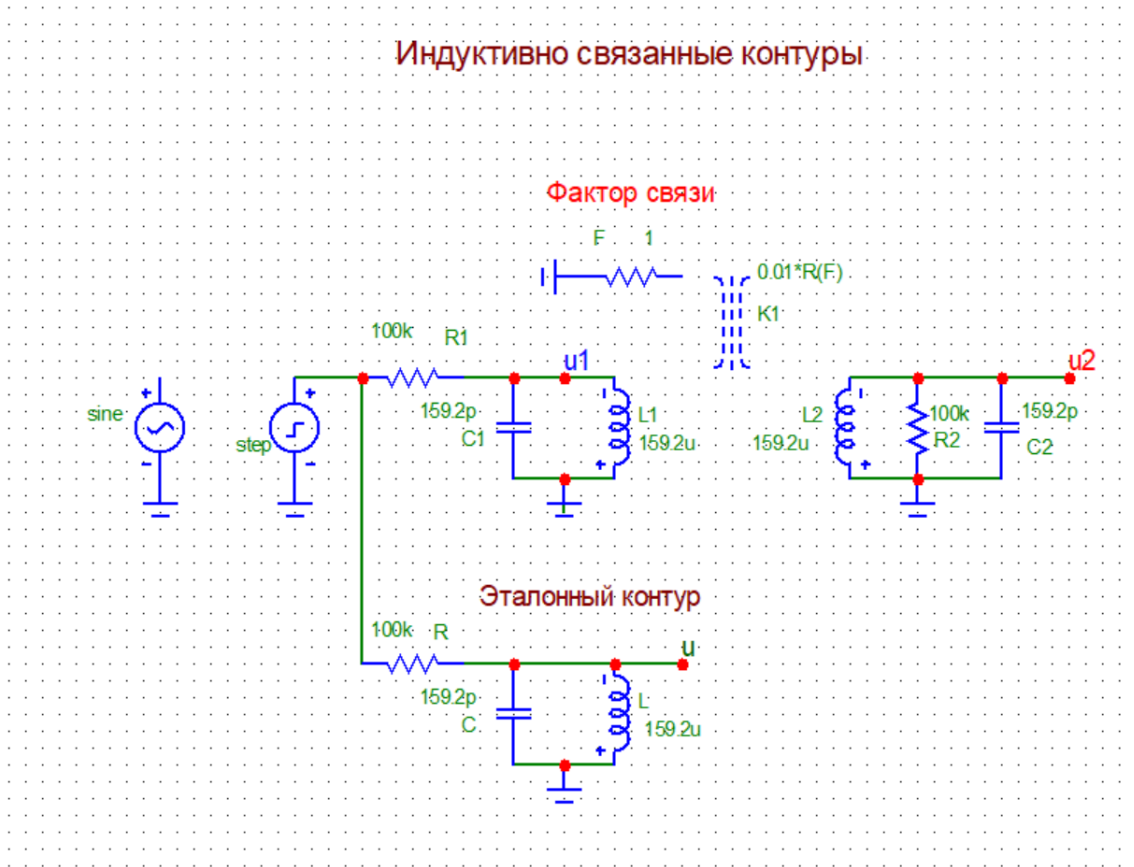 Индуктивно связанные контуры
Фактор связи
F 1
0.01*R(F)
K1
100k R1
u1
u2
sine
step
159.2p
C1
L1
159.2u
L2
159.2u
100k
R2
159.2p
C2
Эталонный контур
100k R
u
159.2p
C
L
159.2u